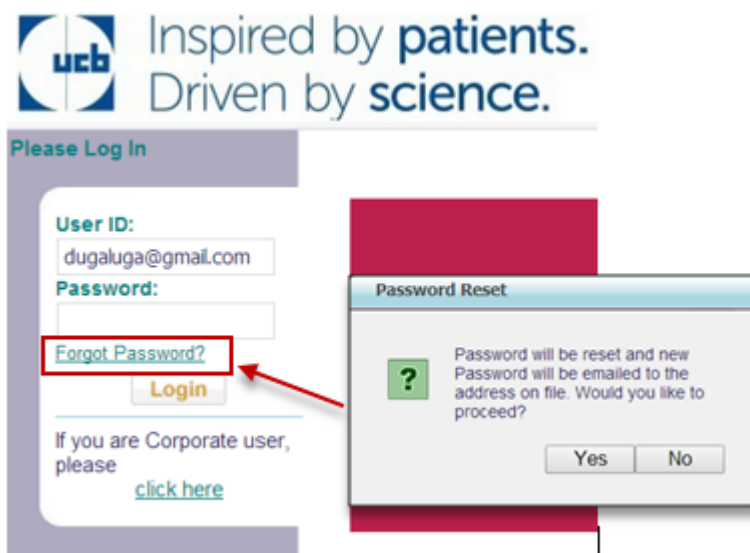 ucb
Inspired by patients.
Driven by science.
Please Log In
User ID:
dugaluga@gmail.com
Password:
Forgot Password?
Login
If you are Corporate user,
please
click here
Password Reset
?
Password will be reset and new
Password will be emailed to the
address on file. Would you like to
proceed?
Yes
No